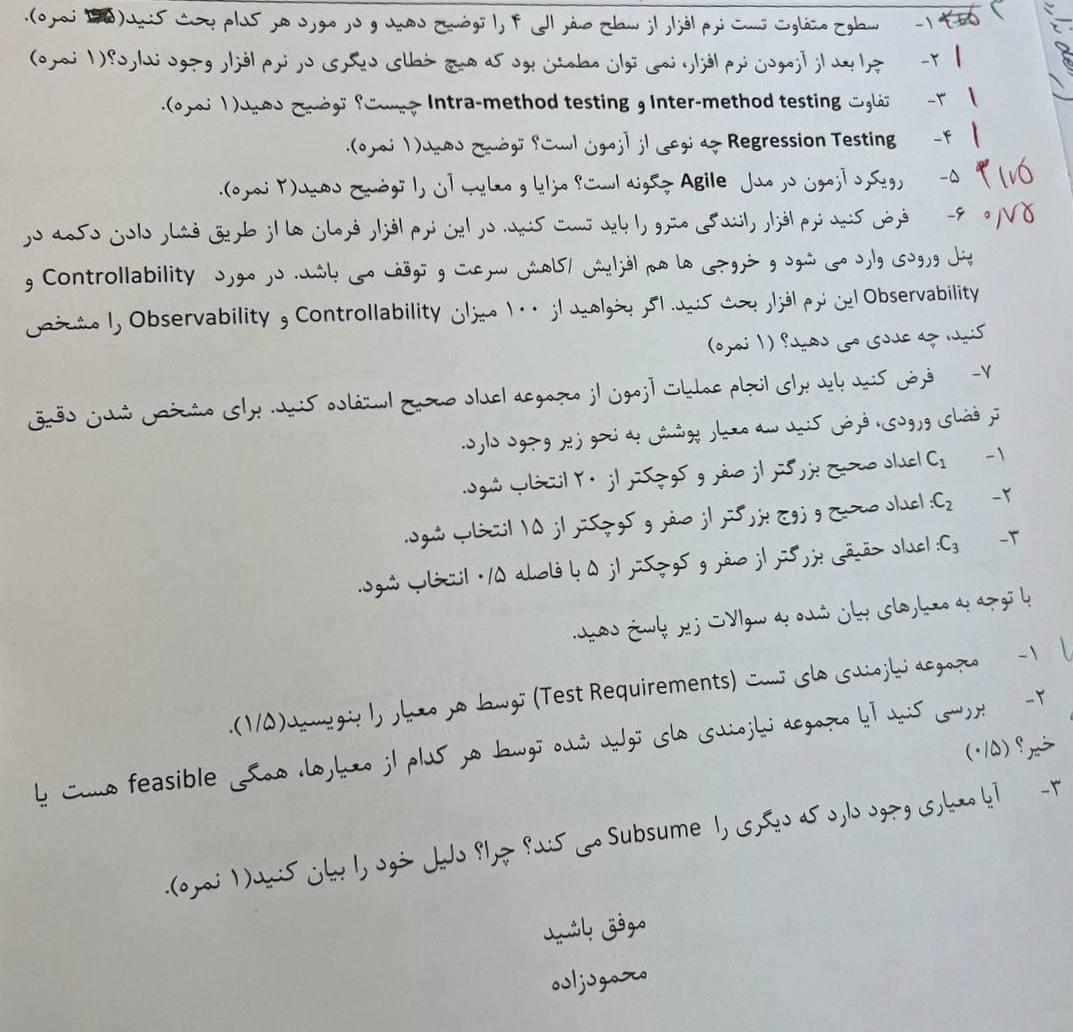 ۱- سطوح متفاوت تست نرم افزار از سطح صفر الی ۴ را توضیح دهید و در مورد هر کدام بحث کنید( نمره).
۲- چرا بعد از آزمودن نرم افزار، نمی توان مطمئن بود که هیچ خطای دیگری در نرم افزار وجود ندارد؟(۱ نمره) ۱
۳- تفاوت Inter-method testing و Intra-method testing چیست؟ توضیح دهید(۱ نمره). ۱
۴- Regression Testing چه نوعی از آزمون است؟ توضیح دهید(۱ نمره). ۱
۵- رویکرد آزمون در مدل Agile چگونه است؟ مزایا و معایب آن را توضیح دهید(۲ نمره).
۶- فرض کنید نرم افزار رانندگی مترو را باید تست کنید. در این نرم افزار فرمان ها از طریق فشار دادن دکمه در ۰٫۷۵
پنل ورودی وارد می شود و خروجی ها هم افزایش /کاهش سرعت و توقف می باشد. در مورد Controllability و
Observability این نرم افزار بحث کنید. اگر بخواهید از ۱۰۰ میزان Controllability و Observability را مشخص
کنید، چه عددی می دهید؟ (۱ نمره)
۷- فرض کنید باید برای انجام عملیات آزمون از مجموعه اعداد صحیح استفاده کنید. برای مشخص شدن دقیق
تر فضای ورودی، فرض کنید سه معیار پوشش به نحو زیر وجود دارد.
۱- C₁ اعداد صحیح بزرگتر از صفر و کوچکتر از ۲۰ انتخاب شود.
۲- C₂: اعداد صحیح و زوج بزرگتر از صفر و کوچکتر از ۱۵ انتخاب شود.
۳- C₃: اعداد حقیقی بزرگتر از صفر و کوچکتر از ۵ با فاصله ۰/۵ انتخاب شود.
با توجه به معیارهای بیان شده به سوالات زیر پاسخ دهید.
۱- مجموعه نیازمندی های تست (Test Requirements) توسط هر معیار را بنویسید(۱/۵).
۲- بررسی کنید آیا مجموعه نیازمندی های تولید شده توسط هر کدام از معیارها، همگی feasible هست یا
خیر؟ (۰/۵)
۳- آیا معیاری وجود دارد که دیگری را Subsume می کند؟ چرا؟ دلیل خود را بیان کنید(۱ نمره).
موفق باشید
محمودزاده